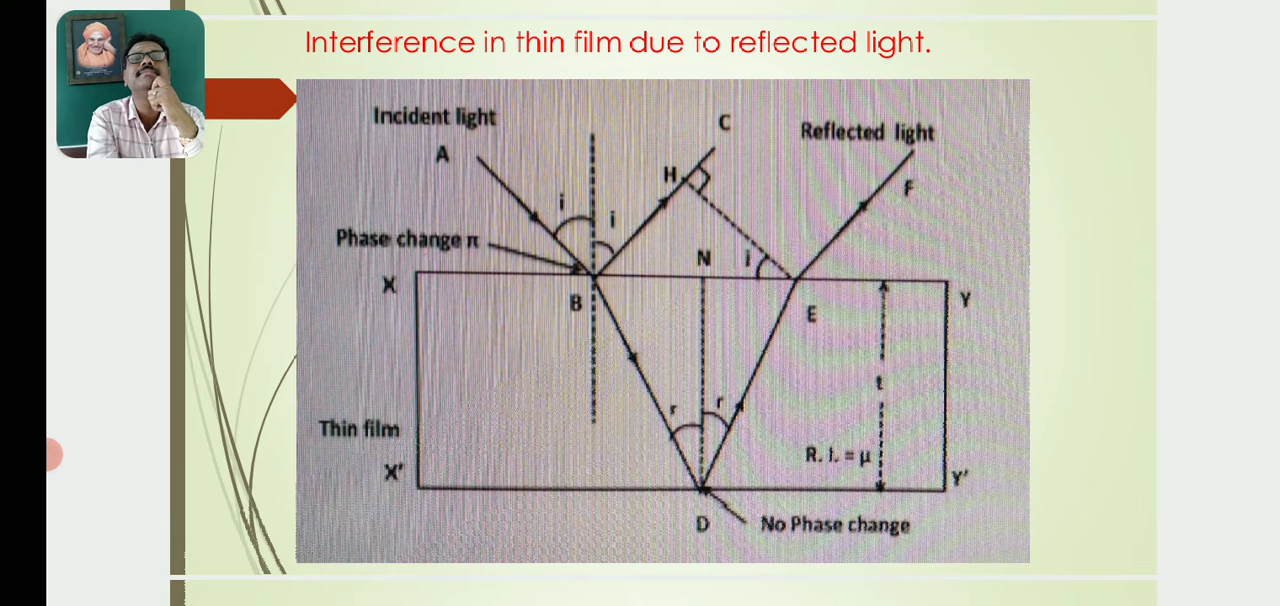 Interference in thin film due to reflected light.
Incident light
C
Reflected light
A
H
F
i
i
Phase change π
N
i
X
Y
B
E
t
r
r
Thin film
R. I. = μ
X'
Y'
D
No Phase change